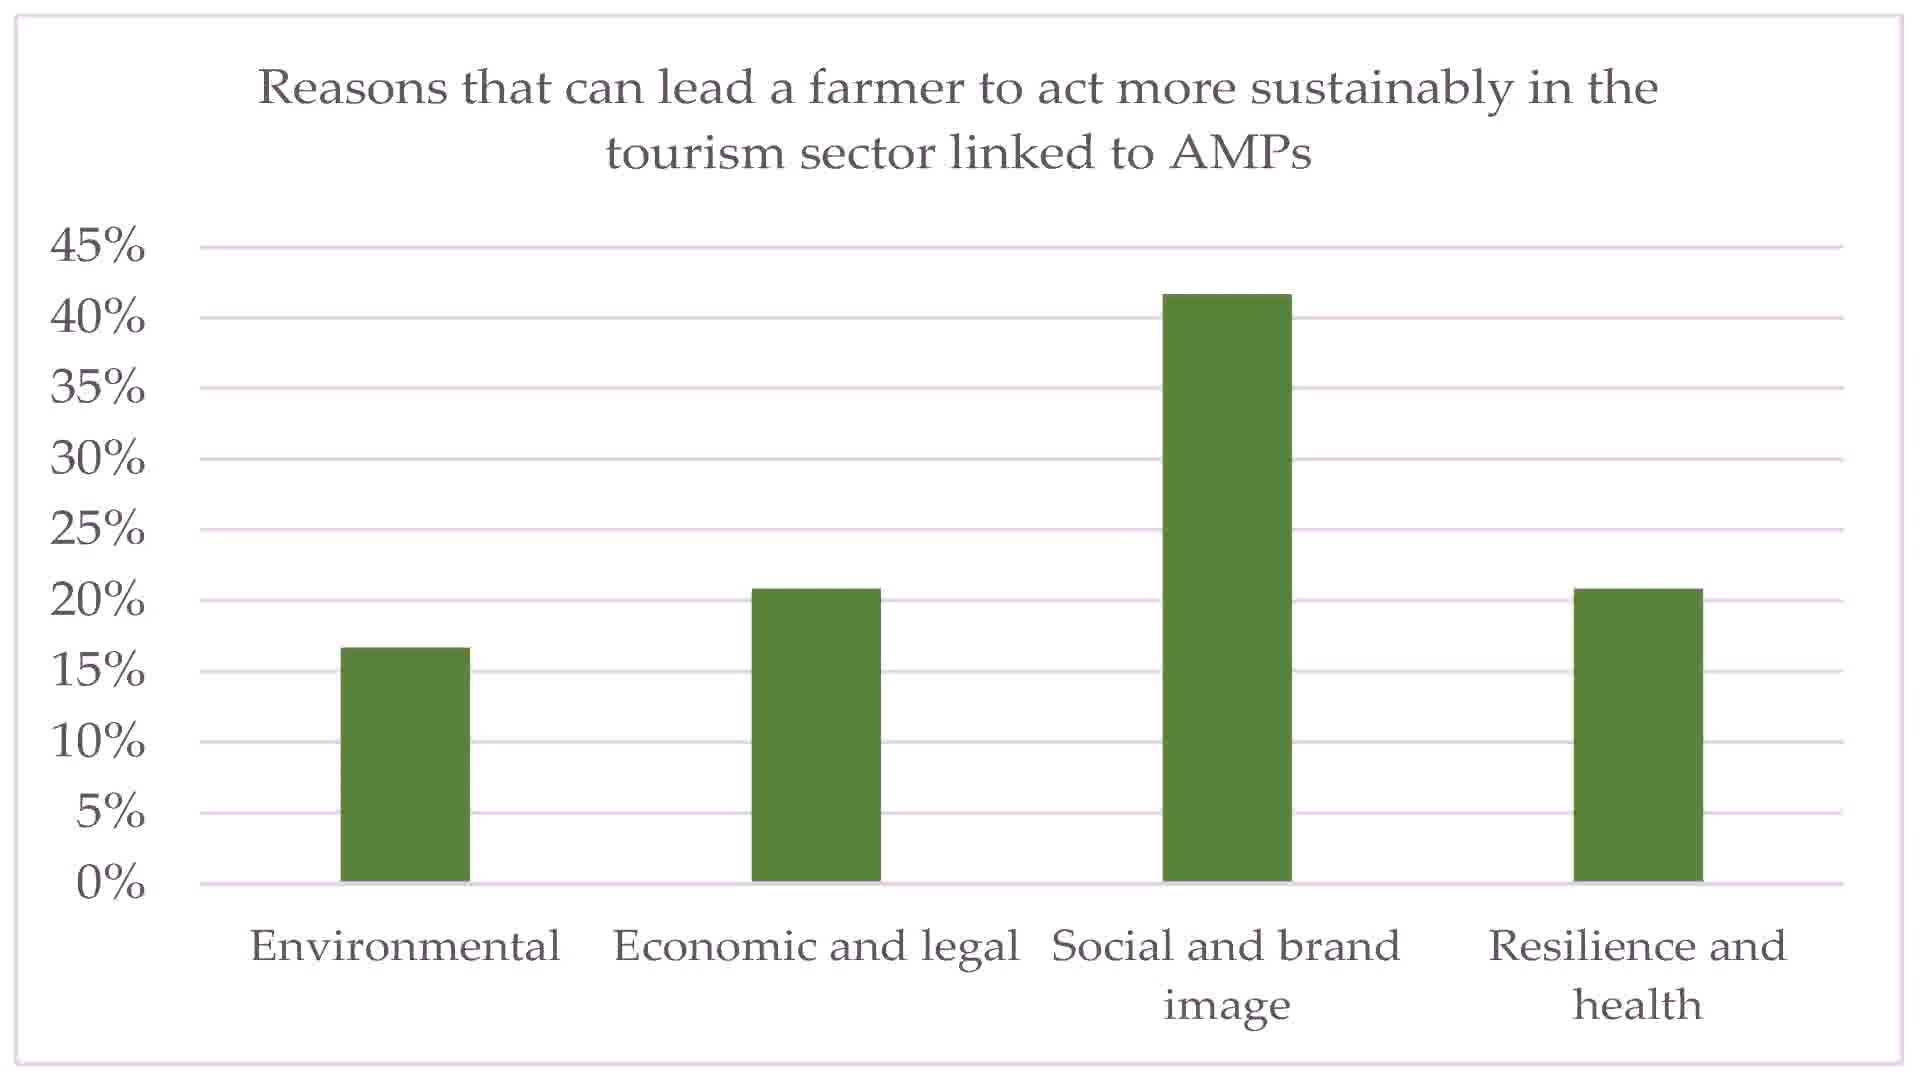 Reasons that can lead a farmer to act more sustainably in the
tourism sector linked to AMPs
45%
40%
35%
30%
25%
20%
15%
10%
5%
0%
Environmental
Economic and legal
Social and brand
image
Resilience and
health